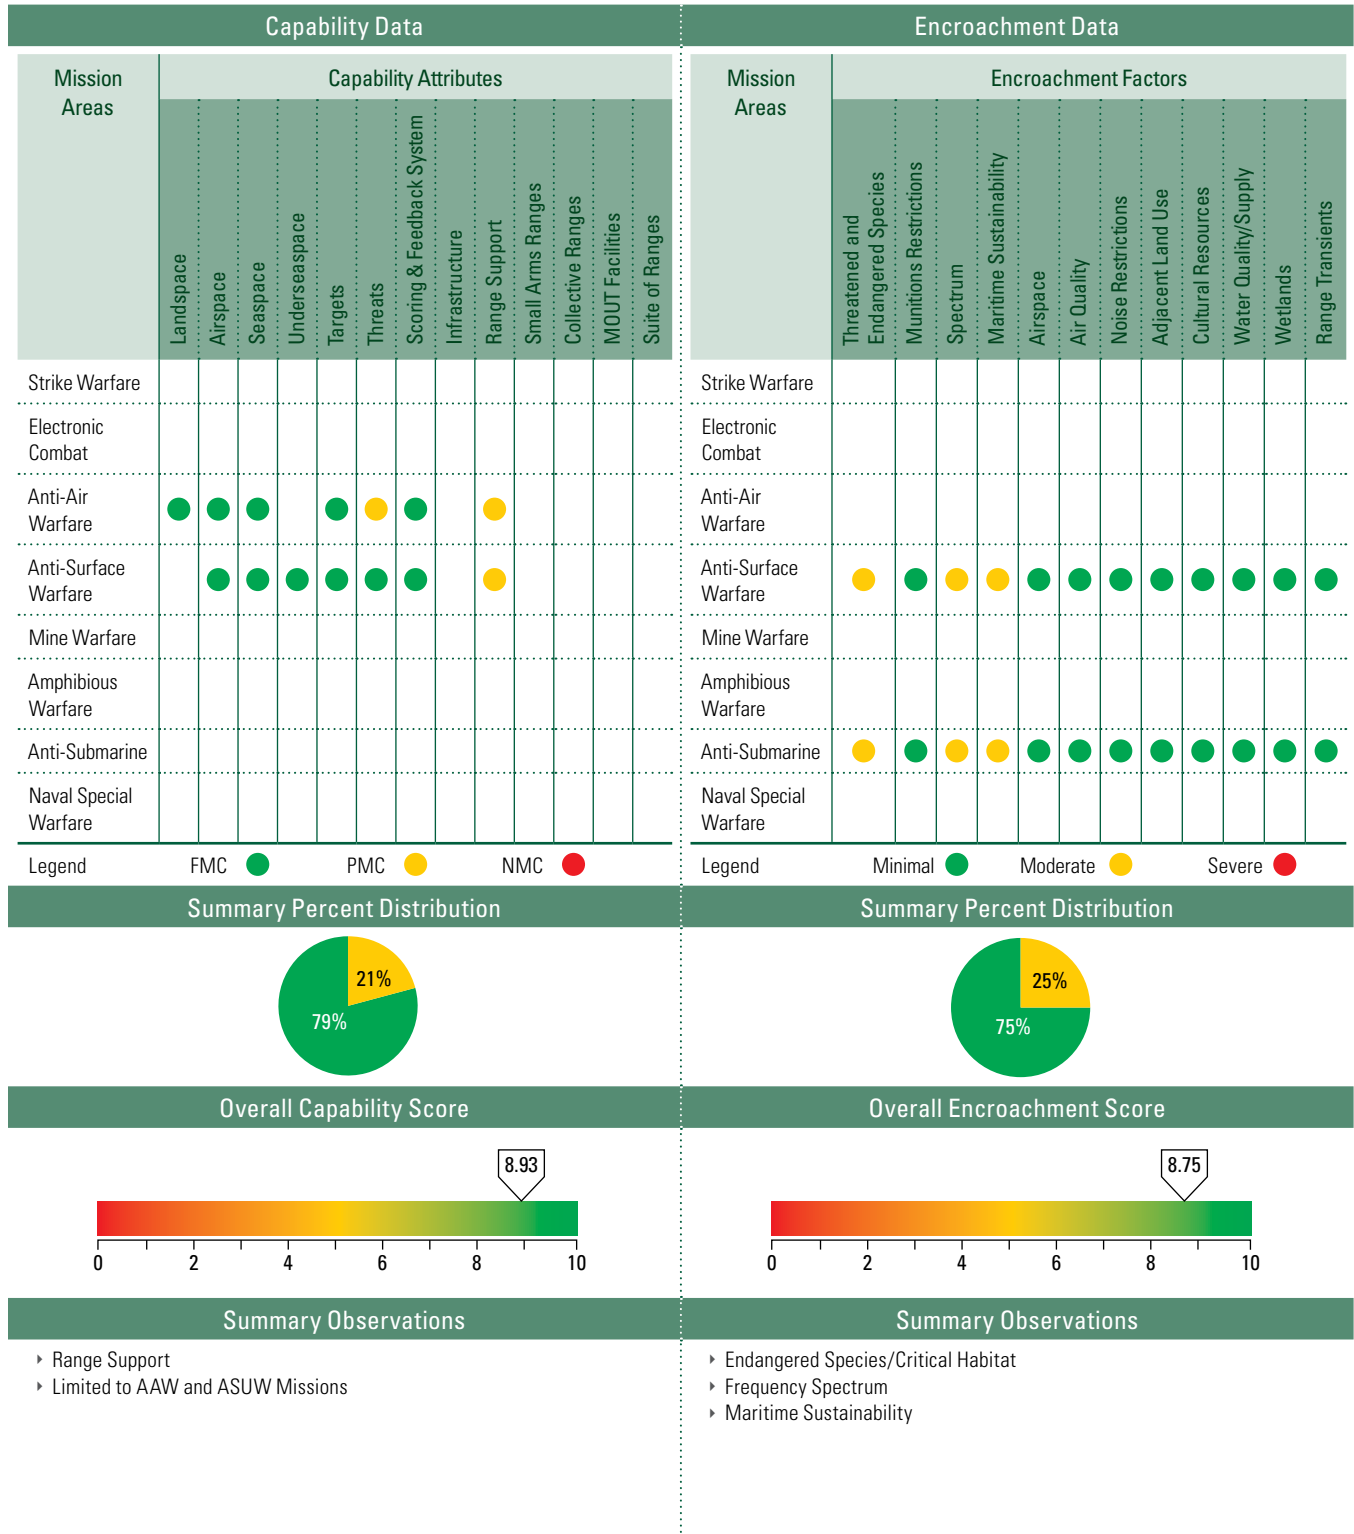 Capability Data
Mission
Areas
Capability Attributes
Landspace
Airspace
Seaspace
Underseaspace
Targets
Threats
Scoring & Feedback System
Infrastructure
Range Support
Small Arms Ranges
Collective Ranges
MOUT Facilities
Suite of Ranges
Strike Warfare
Electronic
Combat
Anti-Air
Warfare
Anti-Surface
Warfare
Mine Warfare
Amphibious
Warfare
Anti-Submarine
Naval Special
Warfare
Legend FMC PMC NMC
Summary Percent Distribution
21%
79%
Overall Capability Score
8.93
0 2 4 6 8 10
Summary Observations
‣ Range Support
‣ Limited to AAW and ASUW Missions
Encroachment Data
Mission
Areas
Encroachment Factors
Threatened and
Endangered Species
Munitions Restrictions
Spectrum
Maritime Sustainability
Airspace
Air Quality
Noise Restrictions
Adjacent Land Use
Cultural Resources
Water Quality/Supply
Wetlands
Range Transients
Strike Warfare
Electronic
Combat
Anti-Air
Warfare
Anti-Surface
Warfare
Mine Warfare
Amphibious
Warfare
Anti-Submarine
Naval Special
Warfare
Legend Minimal Moderate Severe
Summary Percent Distribution
25%
75%
Overall Encroachment Score
8.75
0 2 4 6 8 10
Summary Observations
‣ Endangered Species/Critical Habitat
‣ Frequency Spectrum
‣ Maritime Sustainability